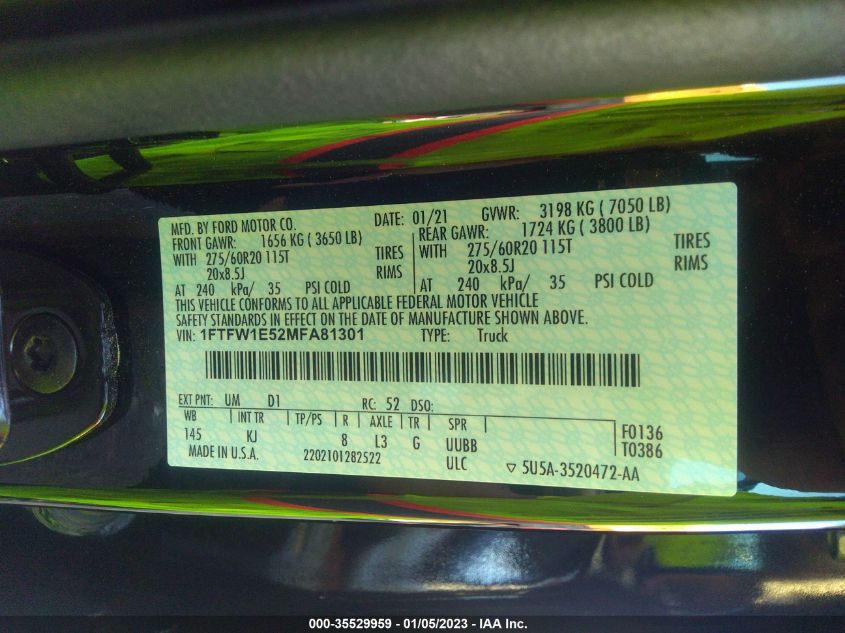 MFD. BY FORD MOTOR CO. DATE: 01/21 GVWR: 3198 KG ( 7050 LB)
FRONT GAWR: 1656 KG ( 3650 LB) REAR GAWR: 1724 KG ( 3800 LB)
WITH 275/60R20 115T TIRES WITH 275/60R20 115T TIRES
20x8.5J RIMS 20x8.5J RIMS
AT 240 kPa/ 35 PSI COLD AT 240 kPa/ 35 PSI COLD
THIS VEHICLE CONFORMS TO ALL APPLICABLE FEDERAL MOTOR VEHICLE
SAFETY STANDARDS IN EFFECT ON THE DATE OF MANUFACTURE SHOWN ABOVE.
VIN: 1FTFW1E52MFA81301 TYPE: Truck
EXT PNT: UM D1 RC: 52 DSO:
WB INT TR TP/PS R AXLE TR SPR F0136
145 KJ 8 L3 G UUBB T0386
MADE IN U.S.A. 2202101282522 ULC ▽ 5U5A-3520472-AA
000-35529959 - 01/05/2023 - IAA Inc.